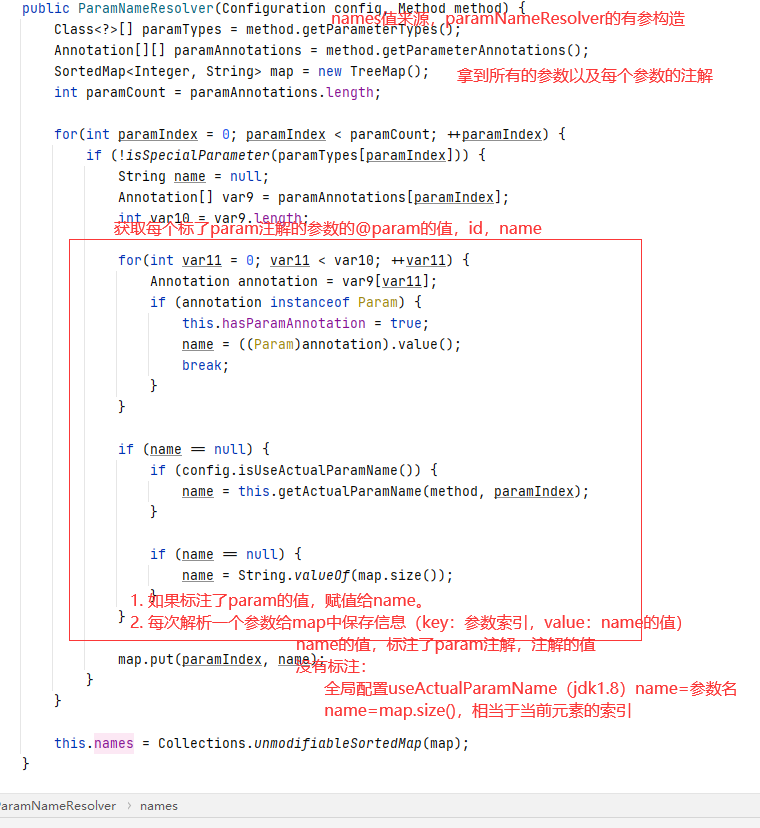 public ParamNameResolver(Configuration config, Method method) {
names值来源，paramNameResolver的有参构造
Class<?>[] paramTypes = method.getParameterTypes();
Annotation[][] paramAnnotations = method.getParameterAnnotations();
SortedMap<Integer, String> map = new TreeMap();
拿到所有的参数以及每个参数的注解
int paramCount = paramAnnotations.length;
for(int paramIndex = 0; paramIndex < paramCount; ++paramIndex) {
if (!isSpecialParameter(paramTypes[paramIndex])) {
String name = null;
Annotation[] var9 = paramAnnotations[paramIndex];
int var10 = var9.length;
获取每个标了param注解的参数的@param的值，id，name
for(int var11 = 0; var11 < var10; ++var11) {
Annotation annotation = var9[var11];
if (annotation instanceof Param) {
this.hasParamAnnotation = true;
name = ((Param)annotation).value();
break;
}
}
if (name == null) {
if (config.isUseActualParamName()) {
name = this.getActualParamName(method, paramIndex);
}
if (name == null) {
name = String.valueOf(map.size());
}
1. 如果标注了param的值，赋值给name。
}
2. 每次解析一个参数给map中保存信息（key：参数索引，value：name的值）
name的值，标注了param注解，注解的值
map.put(paramIndex, name);
没有标注：
}
全局配置useActualParamName（jdk1.8）name=参数名
}
name=map.size()，相当于当前元素的索引
this.names = Collections.unmodifiableSortedMap(map);
}
ParamNameResolver › names